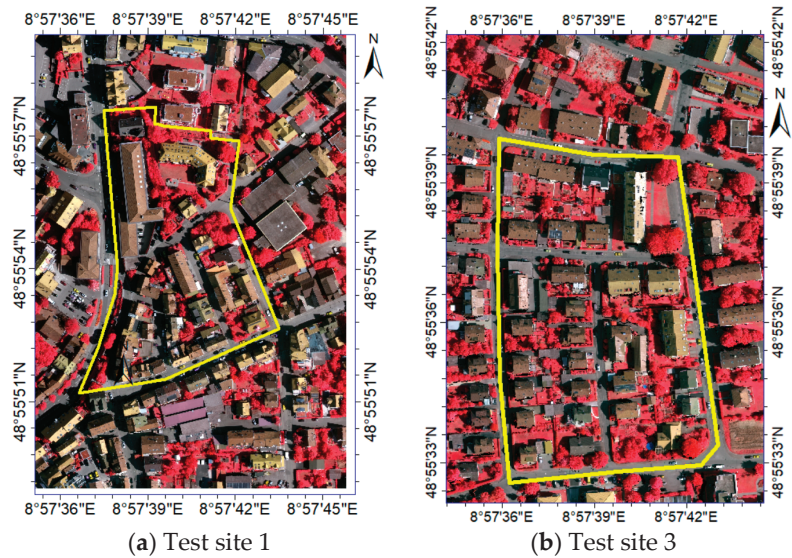 8°57'36"E 8°57'39"E 8°57'42"E 8°57'45"E
8°57'36"E 8°57'39"E 8°57'42"E
N
N
48°55'57"N 48°55'57"N
48°55'54"N 48°55'54"N
48°55'51"N 48°55'51"N
48°55'42"N 48°55'42"N
48°55'39"N 48°55'39"N
48°55'36"N 48°55'36"N
48°55'33"N 48°55'33"N
8°57'36"E 8°57'39"E 8°57'42"E 8°57'45"E
8°57'36"E 8°57'39"E 8°57'42"E
(a) Test site 1
(b) Test site 3